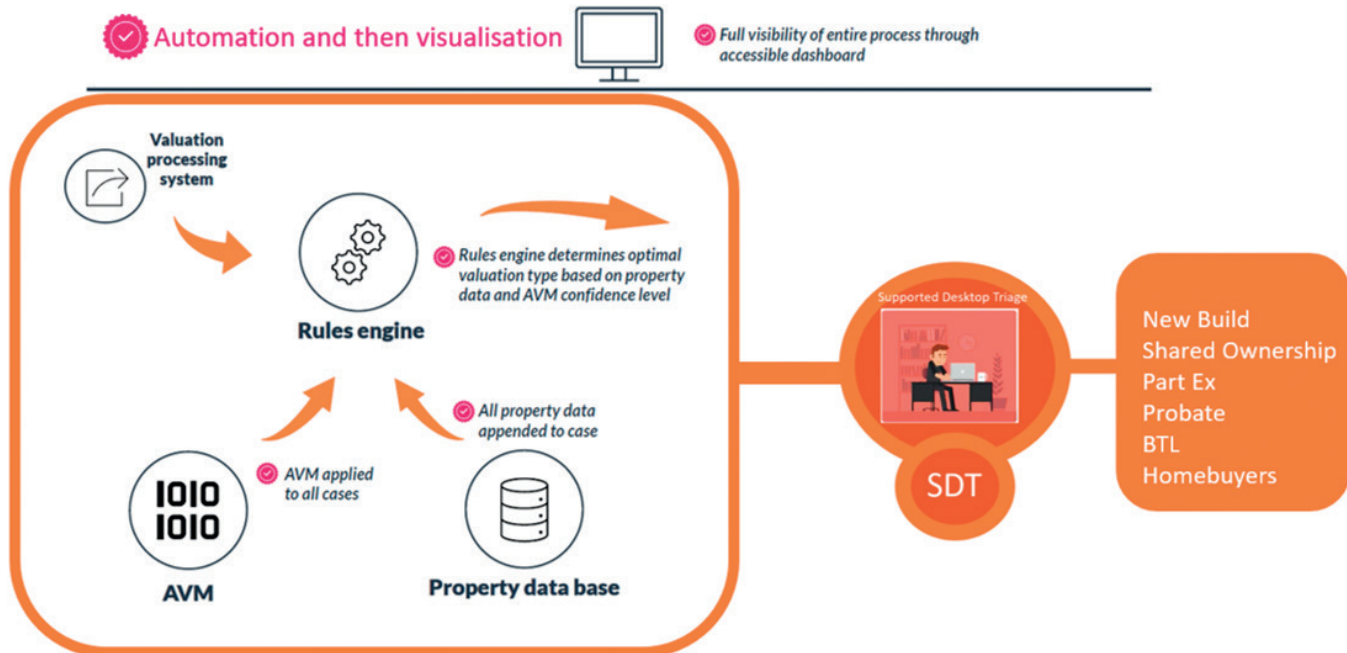 Automation and then visualisation
Full visibility of entire process through
accessible dashboard
Valuation
processing
system
Rules engine determines optimal
valuation type based on property
data and AVM confidence level
Rules engine
All property data
appended to case
AVM applied
to all cases
1010
1010
AVM
Property data base
Supported Desktop Triage
SDT
New Build
Shared Ownership
Part Ex
Probate
BTL
Homebuyers